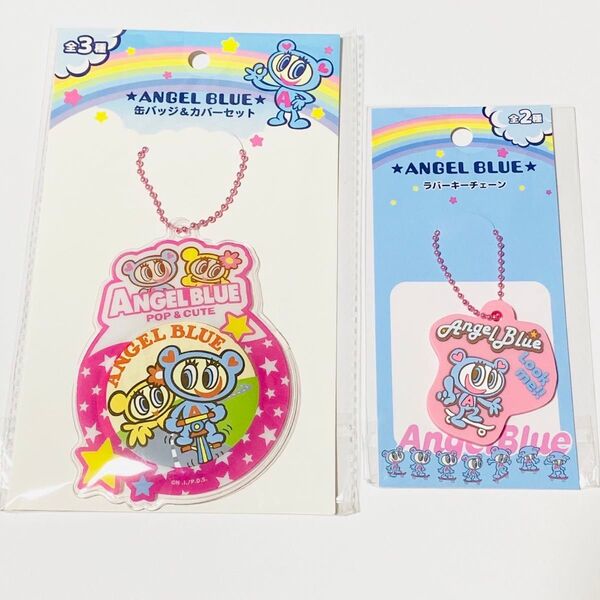 全3種
★ANGEL BLUE★
缶バッジ＆カバーセット
A
ANGEL BLUE
POP & CUTE
ANGEL BLUE
A
©N.I./P.D.S.
全2種
★ANGEL BLUE★
ラバーキーチェーン
Angel Blue
Look
me!!
A
Angel Blue